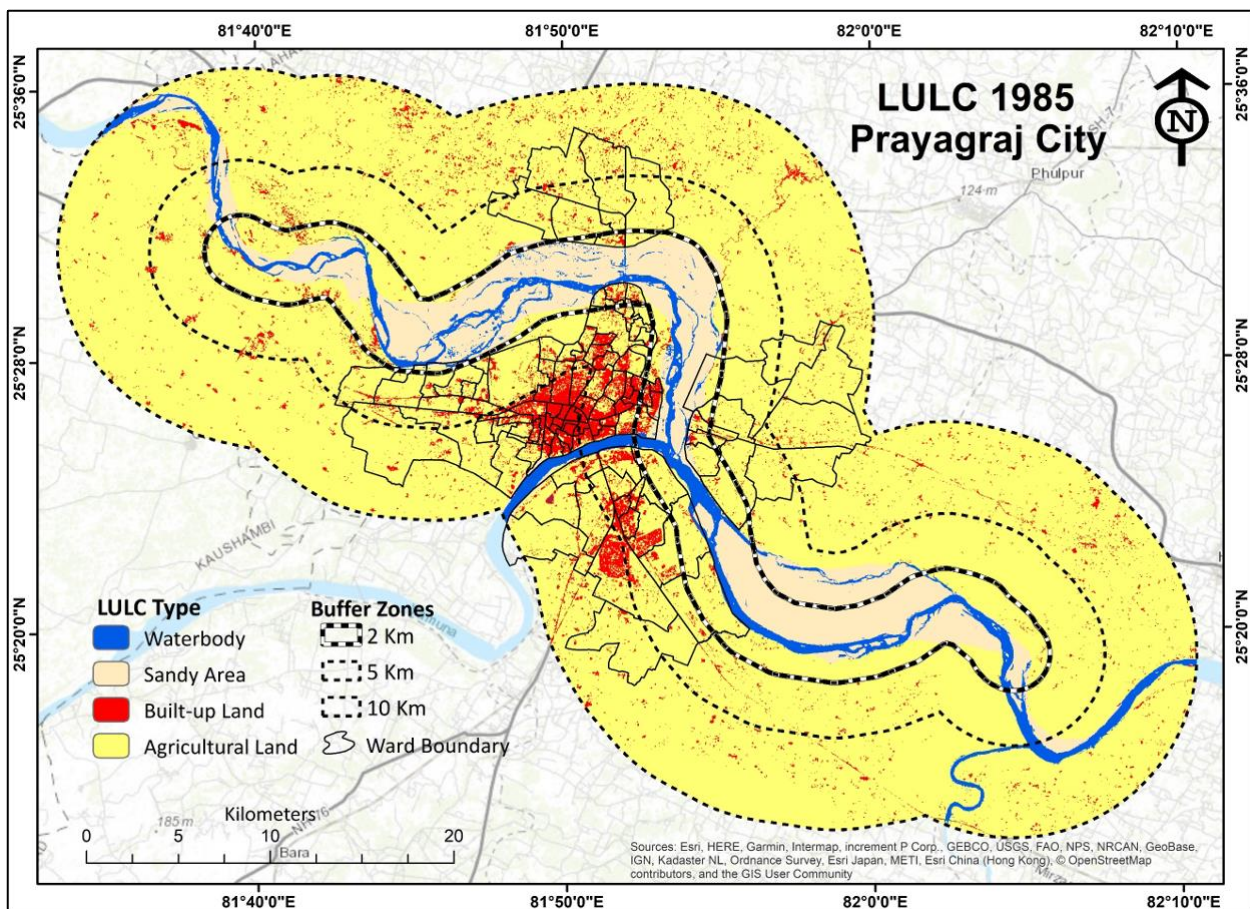 81°40'0"E
81°50'0"E
82°0'0"E
82°10'0"E
25°36'0"N
25°36'0"N
LULC 1985
Prayagraj City
SH-7
Phulpur
124 m
25°28'0"N
25°28'0"N
KAUSHAMBI
25°20'0"N
25°20'0"N
LULC Type
Waterbody
Sandy Area
Built-up Land
Agricultural Land
Buffer Zones
2 Km
5 Km
10 Km
Ward Boundary
Kilometers
0 5 10 20
185 m
Bara
Sources: Esri, HERE, Garmin, Intermap, increment P Corp., GEBCO, USGS, FAO, NPS, NRCAN, GeoBase,
IGN, Kadaster NL, Ordnance Survey, Esri Japan, METI, Esri China (Hong Kong), © OpenStreetMap
contributors, and the GIS User Community
N
81°40'0"E
81°50'0"E
82°0'0"E
82°10'0"E